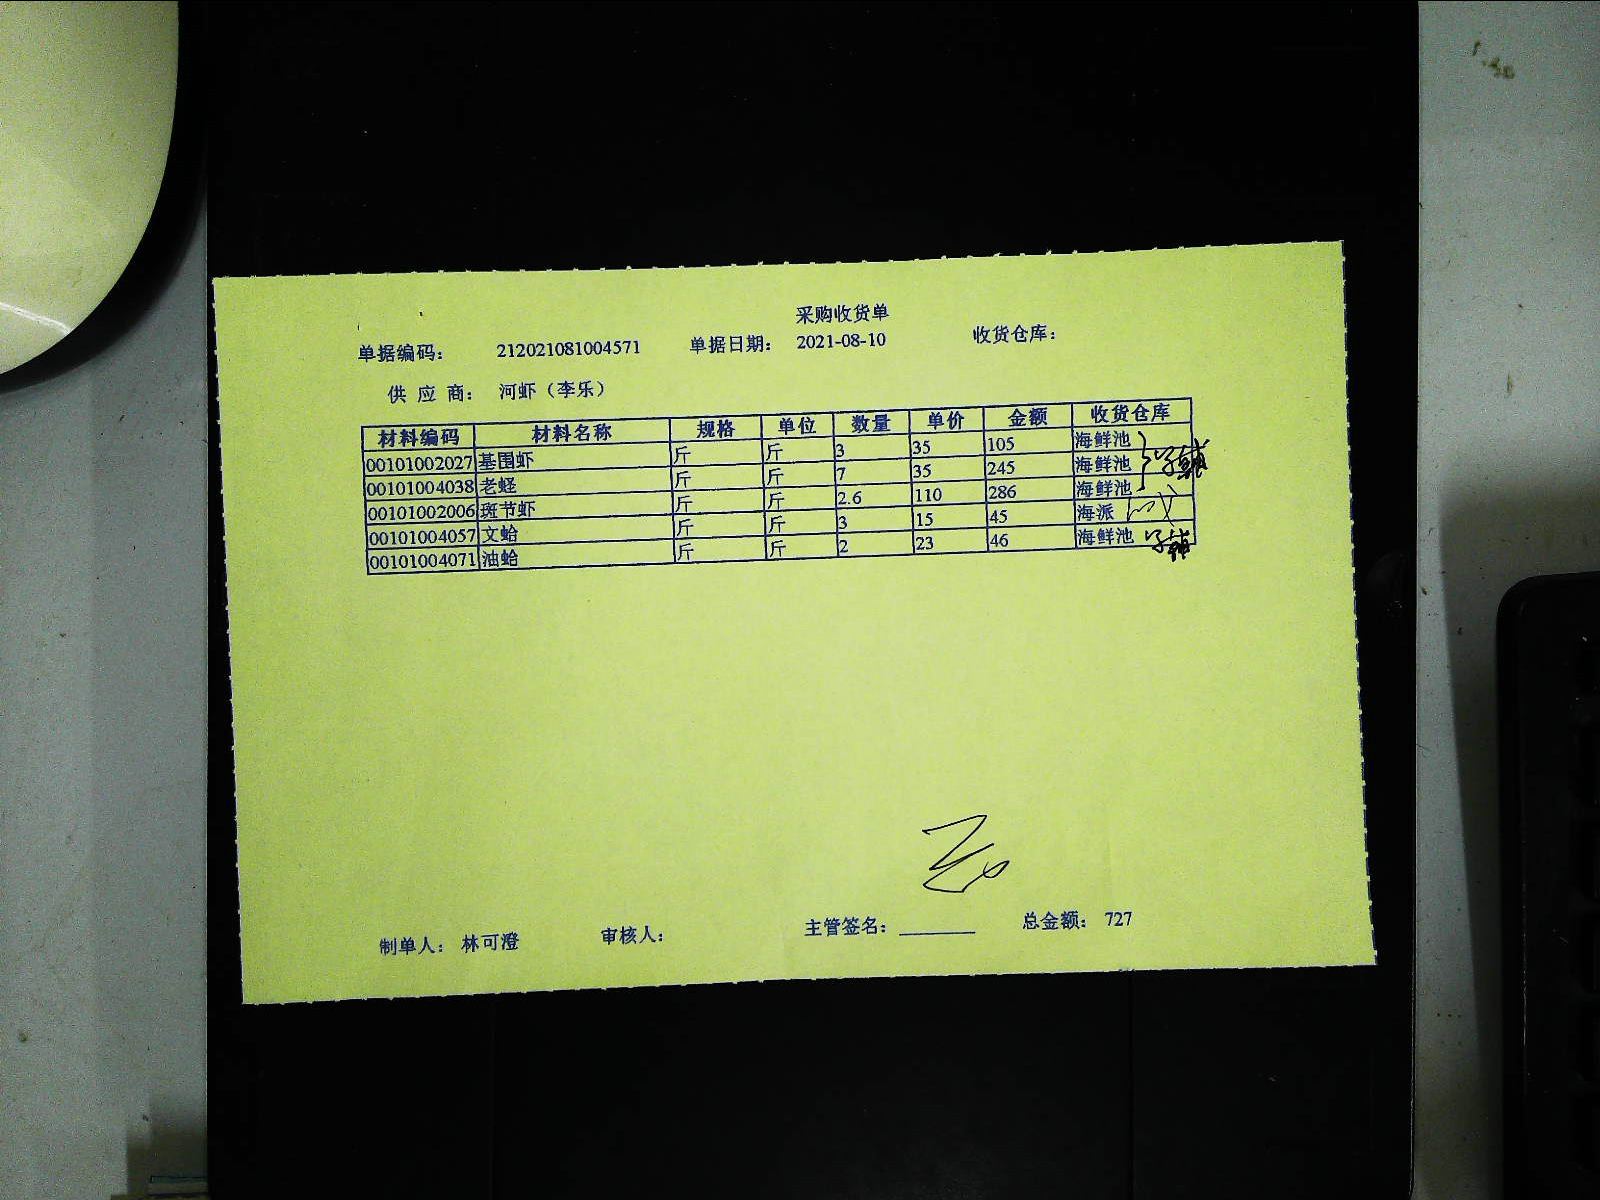 采购收货单
单据编码: 212021081004571 单据日期: 2021-08-10 收货仓库:
供 应 商: 河虾（李乐）
材料编码 材料名称 规格 单位 数量 单价 金额 收货仓库
00101002027 基围虾 斤 斤 3 35 105 海鲜池
00101004038 老蛏 斤 斤 7 35 245 海鲜池
00101002006 斑节虾 斤 斤 2.6 110 286 海鲜池
00101004057 文蛤 斤 斤 3 15 45 海派
00101004071 油蛤 斤 斤 2 23 46 海鲜池
制单人: 林可澄 审核人: 主管签名: 总金额: 727